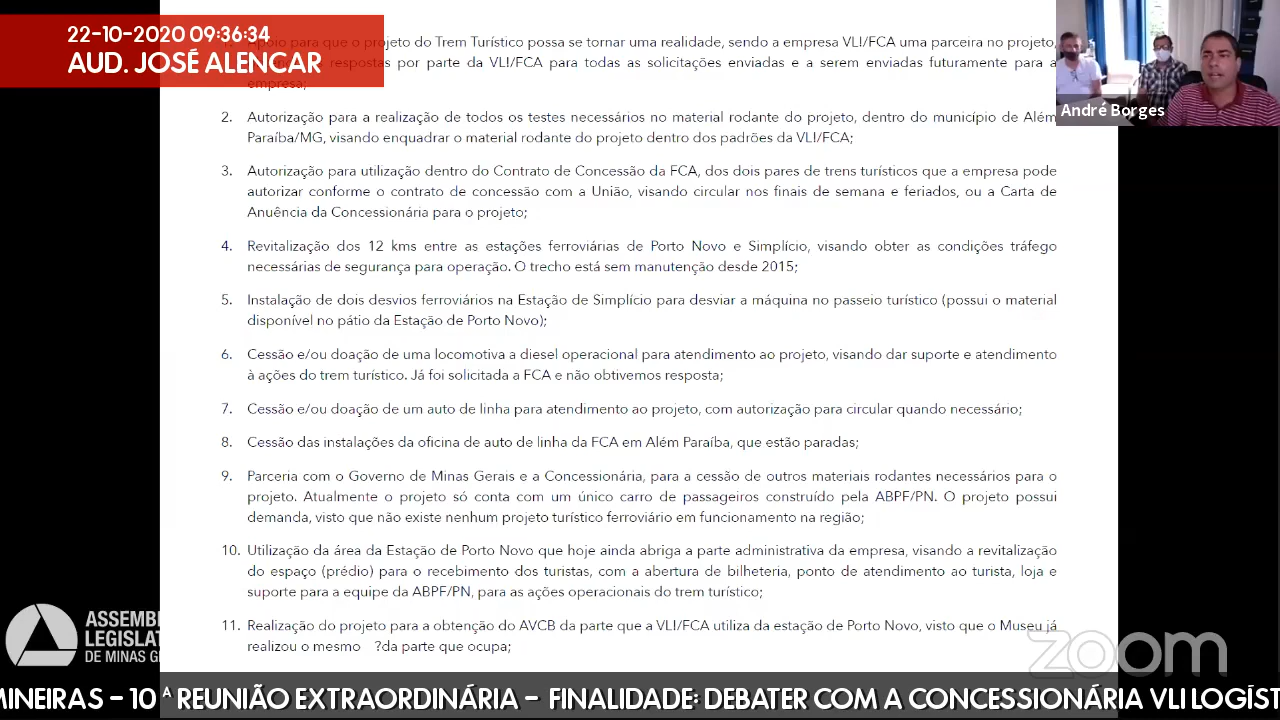 22-10-2020 09:36:34
AUD. JOSÉ ALENCAR
1. Apoio para que o projeto do Trem Turístico possa se tornar uma realidade, sendo a empresa VLI/FCA uma parceira no projeto,
respostas por parte da VLI/FCA para todas as solicitações enviadas e a serem enviadas futuramente para a
empresa;
André Borges
2. Autorização para realização de todos os testes necessários no material rodante do projeto, dentro do município de Além
Paraíba/MG, visando enquadrar o material rodante do projeto dentro dos padrões da VLI/FCA;
3. Autorização para utilização dentro do Contrato de Concessão da FCA, dos dois pares de trens turísticos que a empresa pode
autorizar conforme o contrato de concessão com a União, visando circular nos finais de semana e feriados, ou a Carta de
Anuência da Concessionária para o projeto;
4. Revitalização dos 12 kms entre as estações ferroviárias de Porto Novo e Simplício, visando obter as condições tráfego
necessárias de segurança para operação. O trecho está sem manutenção desde 2015;
5. Instalação de dois desvios ferroviários na Estação de Simplício para desviar a máquina no passeio turístico (possui o material
disponível no pátio da Estação de Porto Novo);
6. Cessão e/ou doação de uma locomotiva a diesel operacional para atendimento ao projeto, visando dar suporte e atendimento
à ações do trem turístico. Já foi solicitada a FCA e não obtivemos resposta;
7. Cessão e/ou doação de um auto de linha para atendimento ao projeto, com autorização para circular quando necessário;
8. Cessão das instalações da oficina de auto de linha da FCA em Além Paraíba, que estão paradas;
9. Parceria com o Governo de Minas Gerais e a Concessionária, para a cessão de outros materiais rodantes necessários para o
projeto. Atualmente o projeto só conta com um único carro de passageiros construído pela ABPF/PN. O projeto possui
demanda, visto que não existe nenhum projeto turístico ferroviário em funcionamento na região;
10. Utilização da área da Estação de Porto Novo que hoje ainda abriga a parte administrativa da empresa, visando a revitalização
do espaço (prédio) para o recebimento dos turistas, com a abertura de bilheteria, ponto de atendimento ao turista, loja e
suporte para a equipe da ABPF/PN, para as ações operacionais do trem turístico;
11. Realização do projeto para a obtenção do AVCB da parte que a VLI/FCA utiliza da estação de Porto Novo, visto que o Museu já
realizou o ?da parte que ocupa;
ASSEMB
LEGISLAT
DE MINAS G
zoom
MINEIRAS – 10ª REUNIÃO EXTRAORDINÁRIA – FINALIDADE: DEBATER COM A CONCESSIONÁRIA VLI LOGÍST